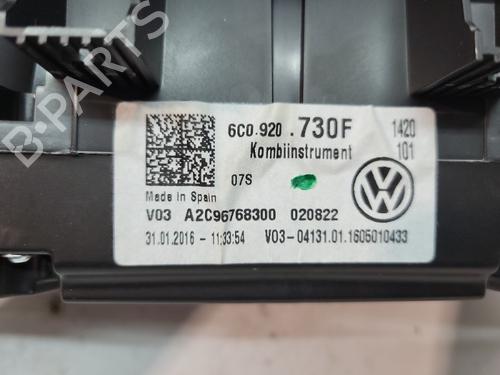 6C0.920 .730F 1420
Kombiinstrument 101
07S
Made in Spain
V03 A2C96768300 020822
31.01.2016 - 11:33:54 V03-04131.01.1605010433
B-PARTS